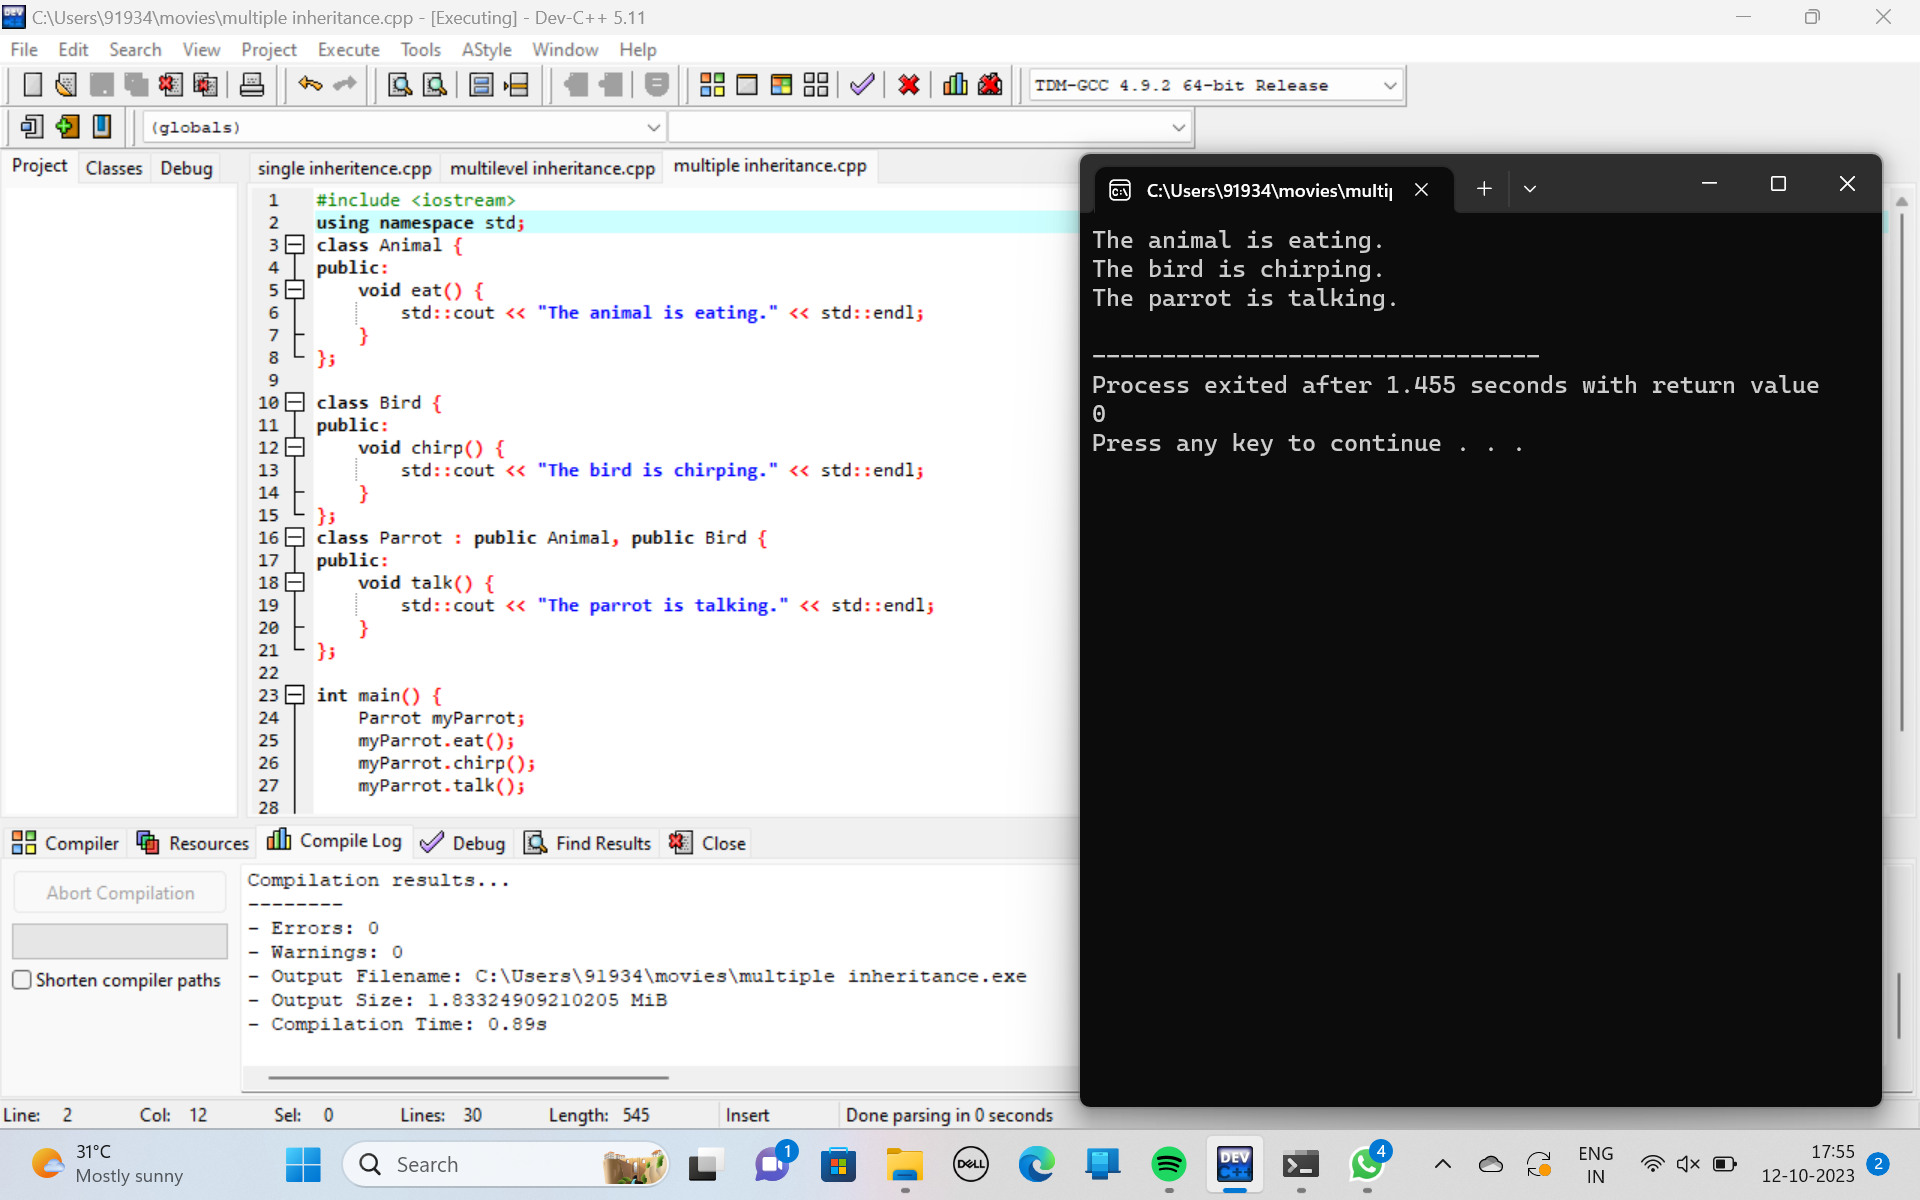 C:\Users\91934\movies\multiple inheritance.cpp - [Executing] - Dev-C++ 5.11
File Edit Search View Project Execute Tools AStyle Window Help
TDM-GCC 4.9.2 64-bit Release
(globals)
Project Classes Debug
single inheritence.cpp multilevel inheritance.cpp multiple inheritance.cpp
1 #include <iostream>
2 using namespace std;
3 class Animal {
4 public:
5 void eat() {
6 std::cout << "The animal is eating." << std::endl;
7 }
8 };
9
10 class Bird {
11 public:
12 void chirp() {
13 std::cout << "The bird is chirping." << std::endl;
14 }
15 };
16 class Parrot : public Animal, public Bird {
17 public:
18 void talk() {
19 std::cout << "The parrot is talking." << std::endl;
20 }
21 };
22
23 int main() {
24 Parrot myParrot;
25 myParrot.eat();
26 myParrot.chirp();
27 myParrot.talk();
28
C:\Users\91934\movies\multip
The animal is eating.
The bird is chirping.
The parrot is talking.
--------------------------------
Process exited after 1.455 seconds with return value
0
Press any key to continue . . .
Compiler Resources Compile Log Debug Find Results Close
Abort Compilation
Shorten compiler paths
Compilation results...
--------
- Errors: 0
- Warnings: 0
- Output Filename: C:\Users\91934\movies\multiple inheritance.exe
- Output Size: 1.83324909210205 MiB
- Compilation Time: 0.89s
Line: 2 Col: 12 Sel: 0 Lines: 30 Length: 545 Insert Done parsing in 0 seconds
31°C
Mostly sunny
Search
1
DELL
DEV C++
4
ENG
IN
17:55
12-10-2023
2